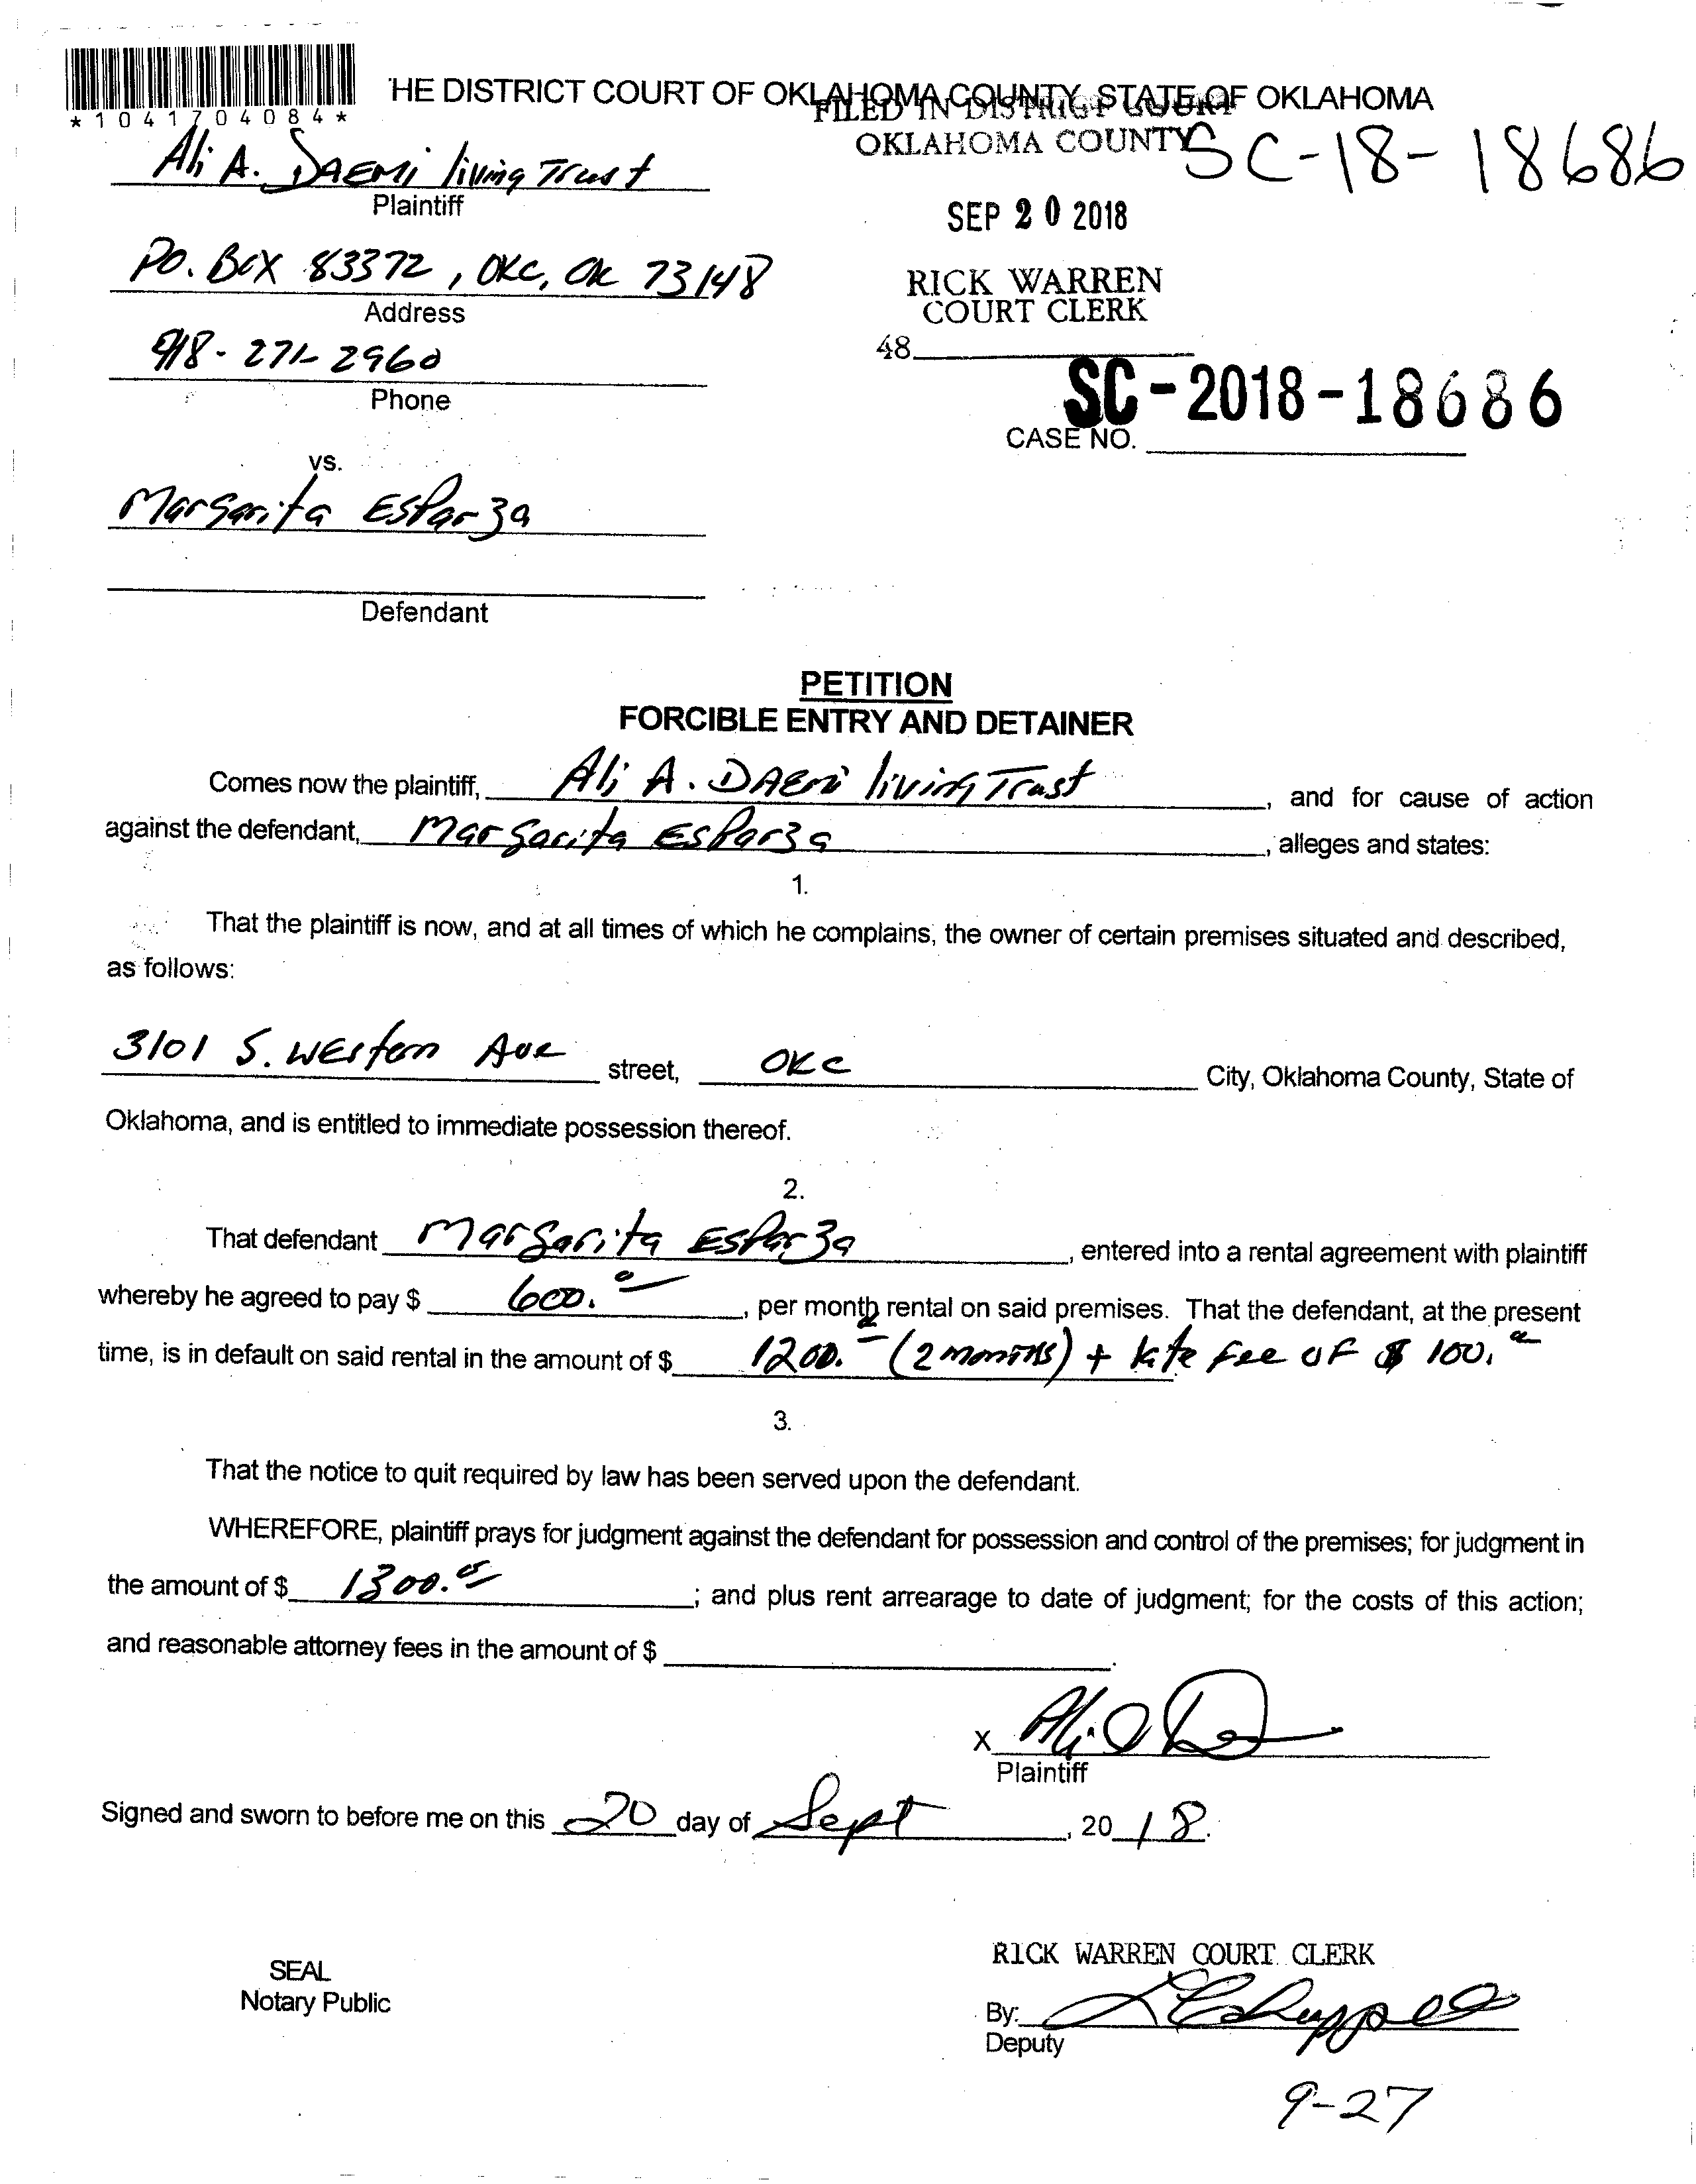 *1041704084*
HE DISTRICT COURT OF OKLAHOMA COUNTY, STATE OF OKLAHOMA
FILED IN DISTRICT COURT
OKLAHOMA COUNTY
SC-18-18686
Ali A. DAEMi living Trust
Plaintiff
SEP 20 2018
PO. BOX 83372, OKC, OK 73148
Address
RICK WARREN
COURT CLERK
918-271-2960
Phone
48
SC-2018-18686
CASE NO.
vs.
Margarita ESParza
Defendant
PETITION
FORCIBLE ENTRY AND DETAINER
Comes now the plaintiff, Ali A. DAEMi living Trust, and for cause of action
against the defendant, Margarita ESParza, alleges and states:
1.
That the plaintiff is now, and at all times of which he complains, the owner of certain premises situated and described,
as follows:
3101 S. WEstern Ave street, OKC City, Oklahoma County, State of
Oklahoma, and is entitled to immediate possession thereof.
2.
That defendant Margarita ESParza, entered into a rental agreement with plaintiff
whereby he agreed to pay $ 600.00, per month rental on said premises. That the defendant, at the present
time, is in default on said rental in the amount of $ 1200.00 (2 months) + late fee of $ 100.00
3.
That the notice to quit required by law has been served upon the defendant.
WHEREFORE, plaintiff prays for judgment against the defendant for possession and control of the premises; for judgment in
the amount of $ 1300.00; and plus rent arrearage to date of judgment; for the costs of this action;
and reasonable attorney fees in the amount of $ .
X
Plaintiff
Signed and sworn to before me on this 20 day of Sept, 2018.
SEAL
Notary Public
RICK WARREN COURT CLERK
By:
Deputy
9-27